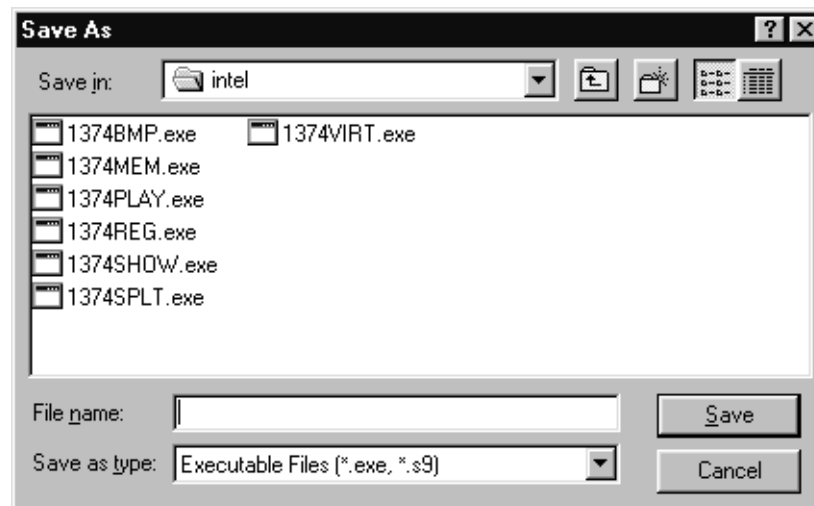 Save As
Save in: intel
1374BMP.exe 1374VIRT.exe
1374MEM.exe
1374PLAY.exe
1374REG.exe
1374SHOW.exe
1374SPLT.exe
File name: Save
Save as type: Executable Files (*.exe, *.s9) Cancel